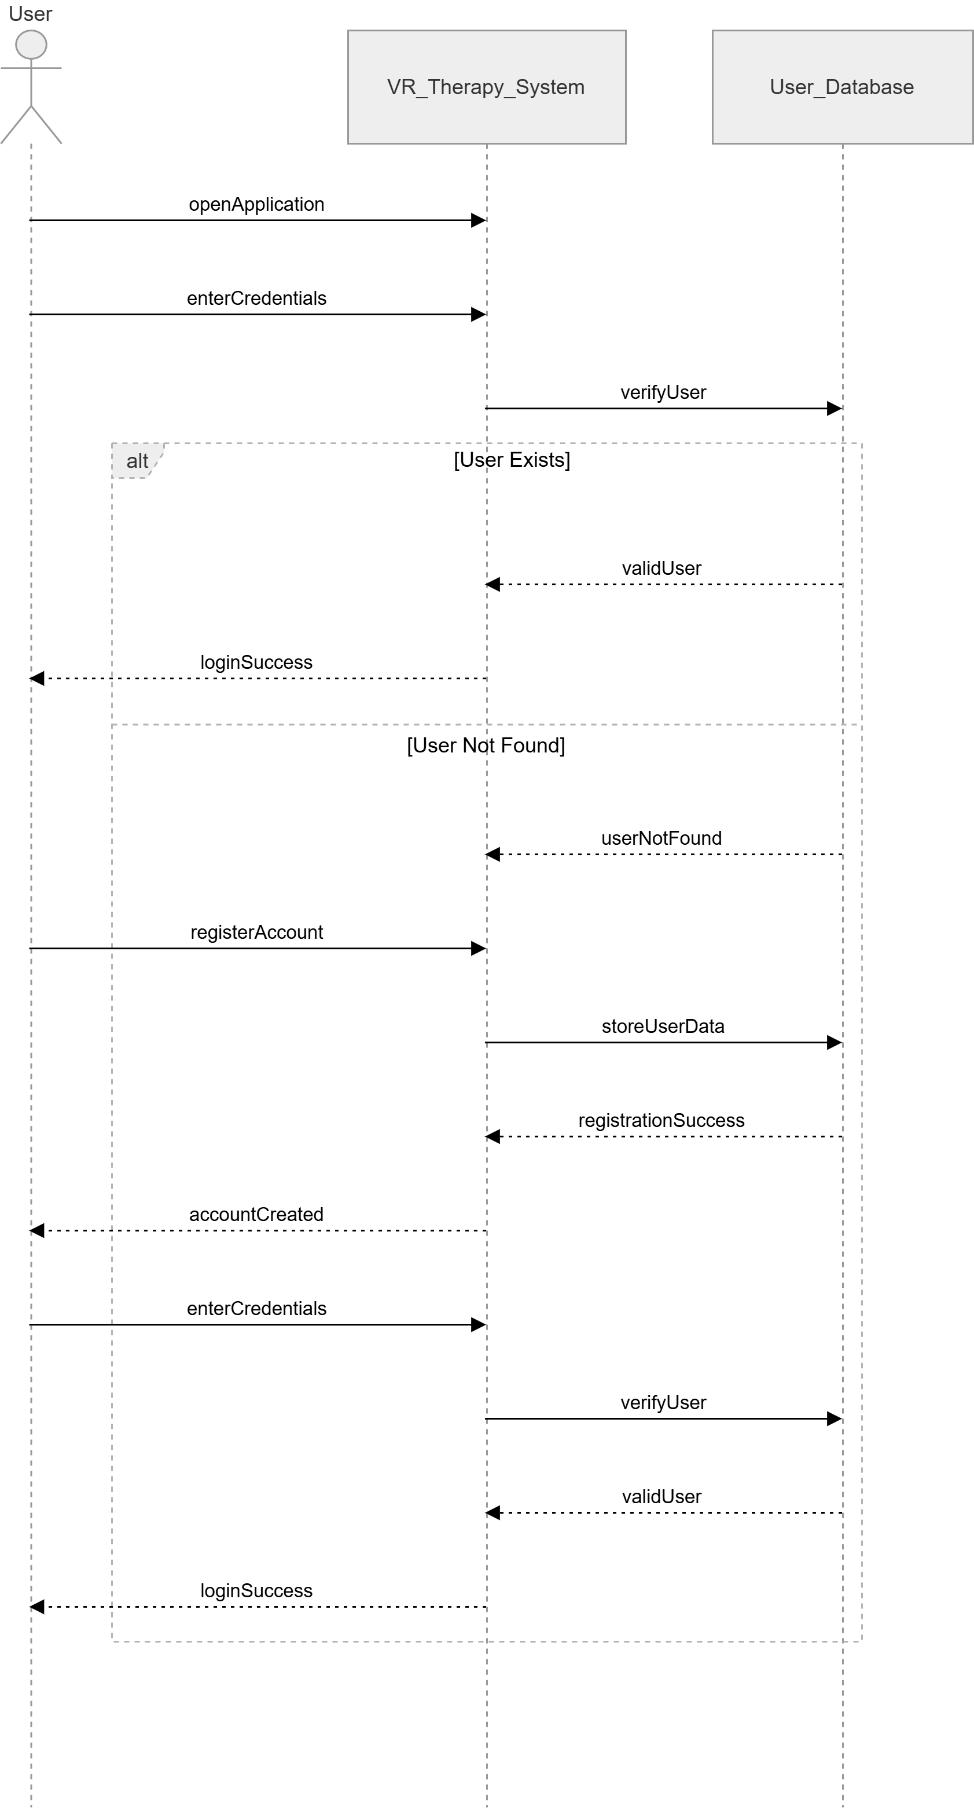 User
VR_Therapy_System
User_Database
openApplication
enterCredentials
verifyUser
alt
[User Exists]
validUser
loginSuccess
[User Not Found]
userNotFound
registerAccount
storeUserData
registrationSuccess
accountCreated
enterCredentials
verifyUser
validUser
loginSuccess